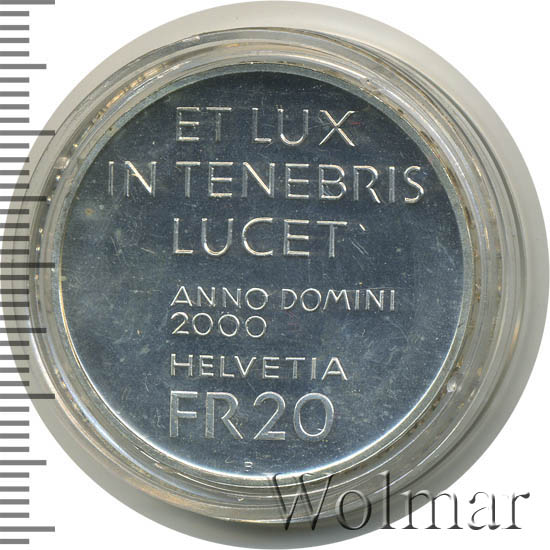 ET LUX
IN TENEBRIS
LUCET
ANNO DOMINI
2000
HELVETIA
FR 20
B
Wolmar